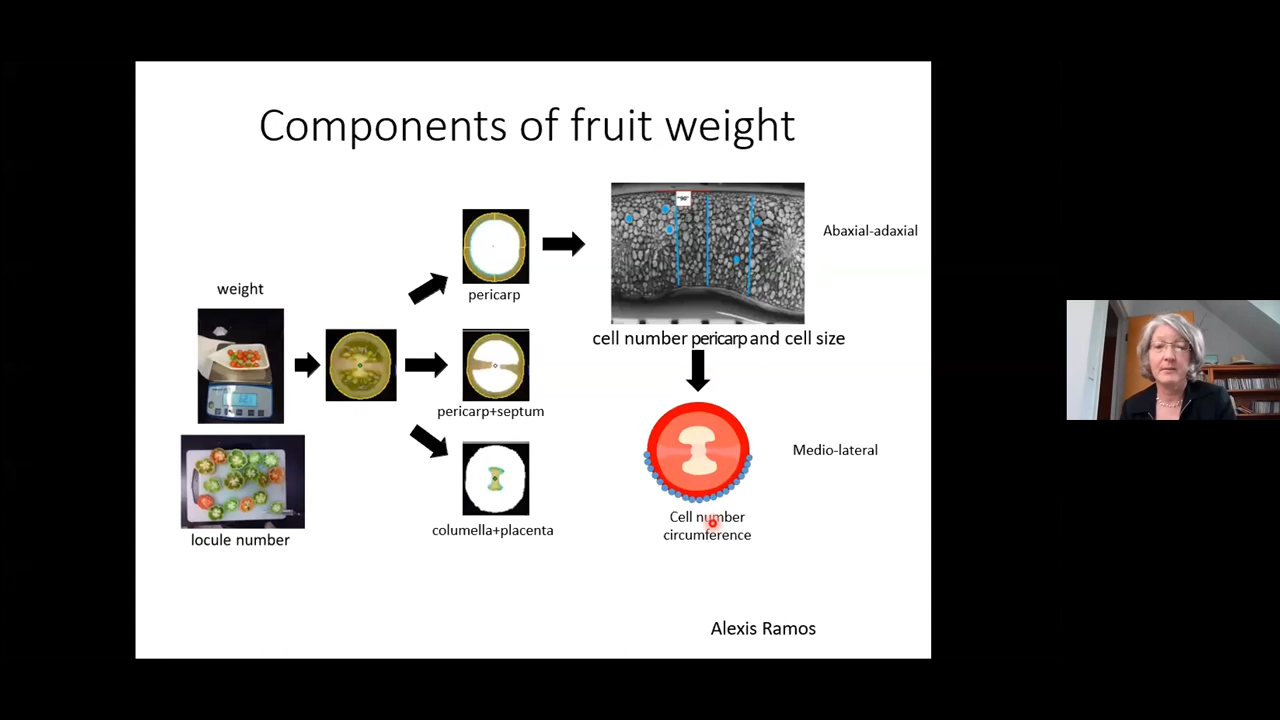 Components of fruit weight
weight
locule number
pericarp
pericarp+septum
columella+placenta
~90°
Abaxial-adaxial
cell number pericarp and cell size
Medio-lateral
Cell number
circumference
Alexis Ramos